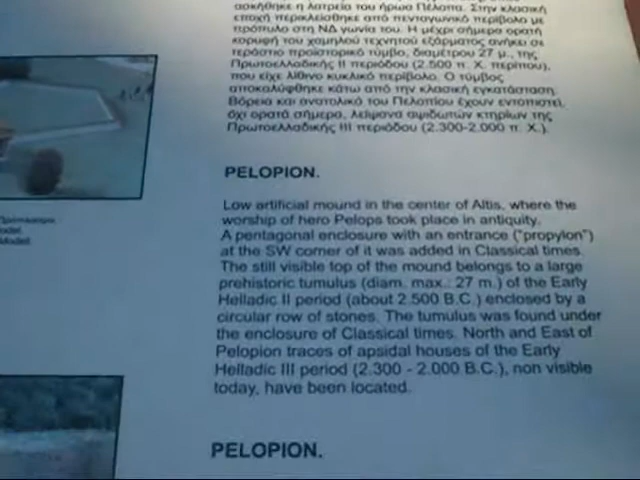 ασκήθηκε η λατρεία του ήρωα Πέλοπα. Στην κλασική
εποχή περικλείσθηκε από πενταγωνικό περίβολο με
πρόπυλο στη ΝΔ γωνία του. Η μέχρι σήμερα ορατή
κορυφή του χαμηλού τεχνητού εξάρματος ανήκει σε
τεράστιο προϊστορικό τύμβο, διαμέτρου 27 μ., της
Πρωτοελλαδικής ΙΙ περιόδου (2.500 π. Χ. περίπου),
που είχε λίθινο κυκλικό περίβολο. Ο τύμβος
αποκαλύφθηκε κάτω από την κλασική εγκατάσταση.
Βόρεια και ανατολικά του Πελοπίου έχουν εντοπιστεί,
όχι ορατά σήμερα, λείψανα αψιδωτών κτηρίων της
Πρωτοελλαδικής ΙΙΙ περιόδου (2.300-2.000 π. Χ.).
PELOPION.
Low artificial mound in the center of Altis, where the
worship of hero Pelops took place in antiquity.
A pentagonal enclosure with an entrance ("propylon")
at the SW corner of it was added in Classical times.
The still visible top of the mound belongs to a large
prehistoric tumulus (diam. max.: 27 m.) of the Early
Helladic II period (about 2.500 B.C.) enclosed by a
circular row of stones. The tumulus was found under
the enclosure of Classical times. North and East of
Pelopion traces of apsidal houses of the Early
Helladic III period (2.300 - 2.000 B.C.), non visible
today, have been located.
Model.
PELOPION.